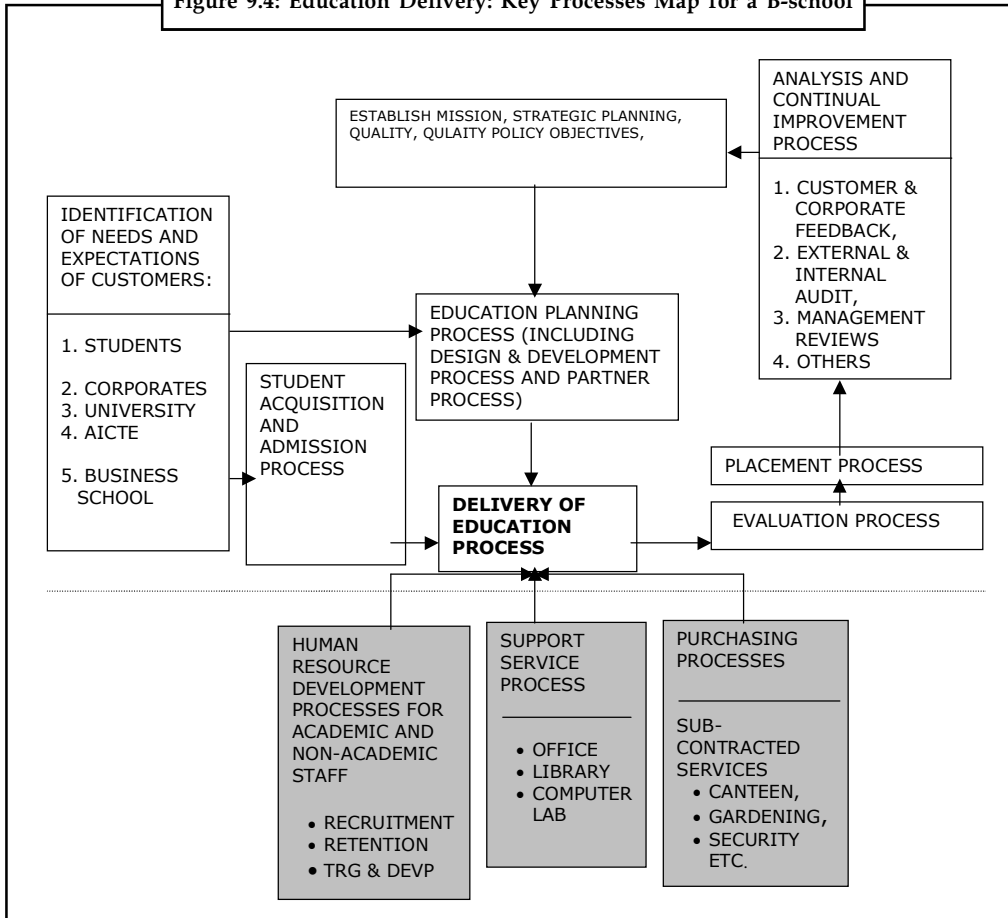 Figure 9.4: Education Delivery: Key Processes Map for a B-school
ESTABLISH MISSION, STRATEGIC PLANNING,
QUALITY, QULAITY POLICY OBJECTIVES,
ANALYSIS AND
CONTINUAL
IMPROVEMENT
PROCESS
1. CUSTOMER &
CORPORATE
FEEDBACK,
2. EXTERNAL &
INTERNAL
AUDIT,
3. MANAGEMENT
REVIEWS
4. OTHERS
IDENTIFICATION
OF NEEDS AND
EXPECTATIONS
OF CUSTOMERS:
1. STUDENTS
2. CORPORATES
3. UNIVERSITY
4. AICTE
5. BUSINESS
SCHOOL
EDUCATION PLANNING
PROCESS (INCLUDING
DESIGN & DEVELOPMENT
PROCESS AND PARTNER
PROCESS)
STUDENT
ACQUISITION
AND
ADMISSION
PROCESS
DELIVERY OF
EDUCATION
PROCESS
PLACEMENT PROCESS
EVALUATION PROCESS
HUMAN
RESOURCE
DEVELOPMENT
PROCESSES FOR
ACADEMIC AND
NON-ACADEMIC
STAFF
• RECRUITMENT
• RETENTION
• TRG & DEVP
SUPPORT
SERVICE
PROCESS
• OFFICE
• LIBRARY
• COMPUTER
LAB
PURCHASING
PROCESSES
SUB-
CONTRACTED
SERVICES
• CANTEEN,
• GARDENING,
• SECURITY
ETC.